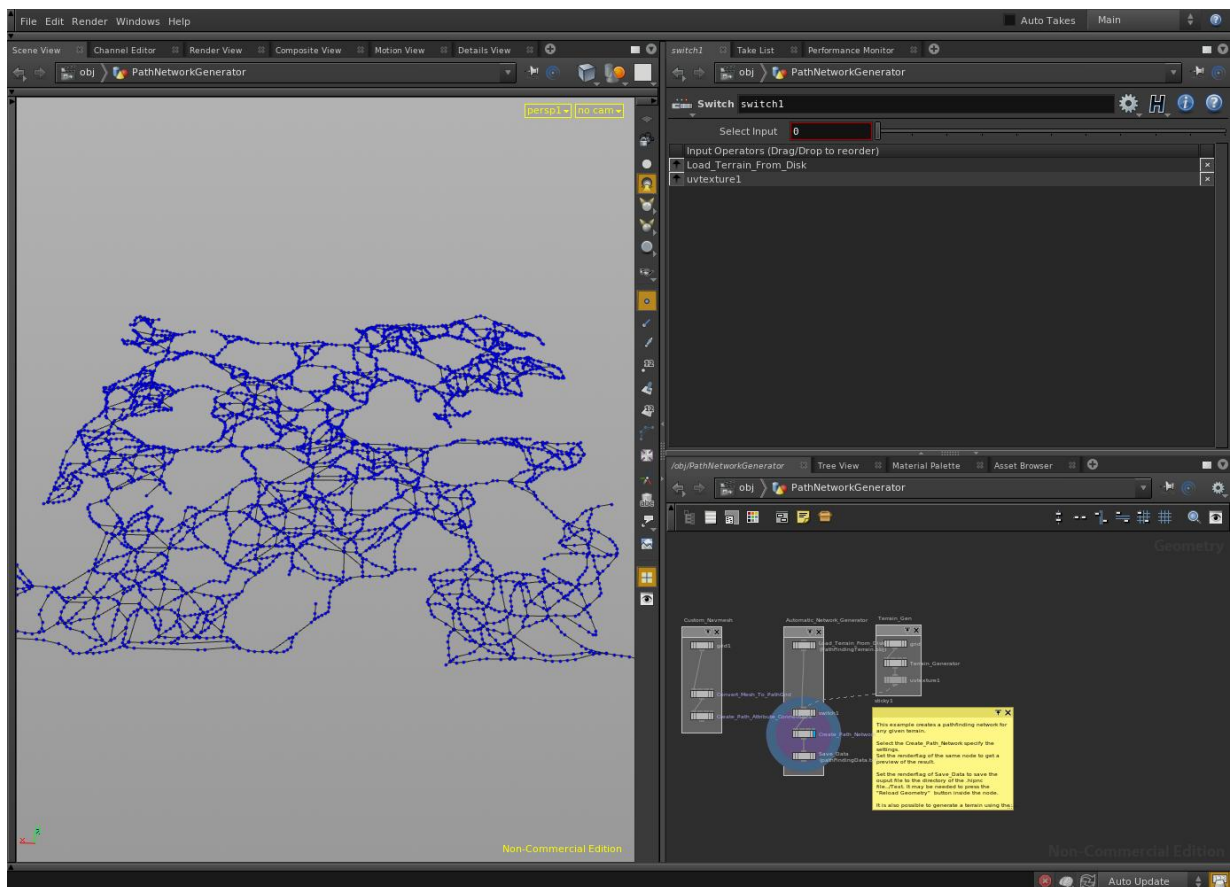 File Edit Render Windows Help
Auto Takes
Main
Scene View
Channel Editor
Render View
Composite View
Motion View
Details View
obj
PathNetworkGenerator
persp1
no cam
Non-Commercial Edition
switch1
Take List
Performance Monitor
obj
PathNetworkGenerator
Switch switch1
Select Input 0
Input Operators (Drag/Drop to reorder)
Load_Terrain_From_Disk
uvtexture1
/obj/PathNetworkGenerator
Tree View
Material Palette
Asset Browser
obj
PathNetworkGenerator
Geometry
Custom_Navmesh
grid1
Convert_Mesh_To_PathGrid
Automatic_Network_Generator
switch1
Save_Data
Terrain_Gen
grid
Terrain_Generator
uvtexture1
sticky1
This example creates a pathfinding network for
any given terrain.
Select the Create_Path_Network specify the
settings.
Set the renderflag of the same node to get a
preview of the result.
Set the renderflag of Save_Data to save the
ouput file to the directory of the .hipnc
file../Test. It may be needed to press the
"Reload Geometry" button inside the node.
It is also possible to generate a terrain using the
Non-Commercial Edition
Auto Update